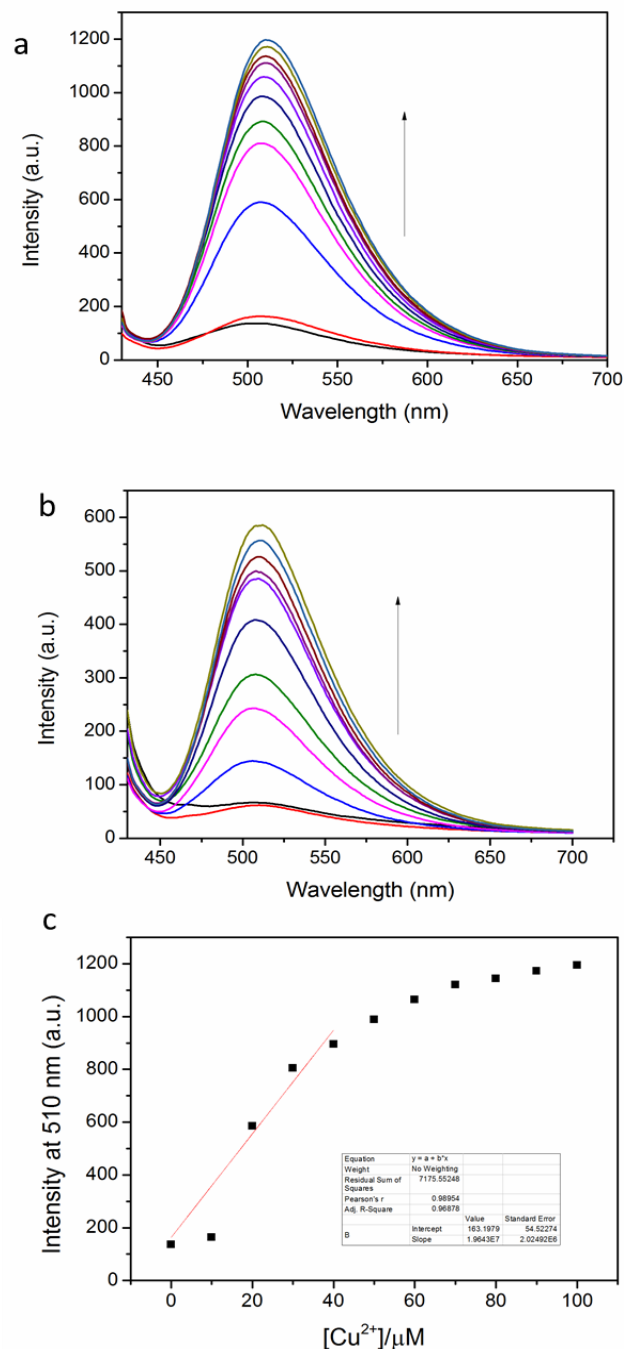 a
1200
1000
800
600
400
200
0
Intensity (a.u.)
450 500 550 600 650 700
Wavelength (nm)
b
600
500
400
300
200
100
0
Intensity (a.u.)
450 500 550 600 650 700
Wavelength (nm)
c
1200
1000
800
600
400
200
0
Intensity at 510 nm (a.u.)
Equation y = a + b*x
Weight No Weighting
Residual Sum of Squares 7175.55248
Pearson's r 0.98954
Adj. R-Square 0.96878
Value Standard Error
B Intercept 163.1979 54.52274
Slope 1.9643E7 2.02492E6
0 20 40 60 80 100
[Cu²⁺]/μM